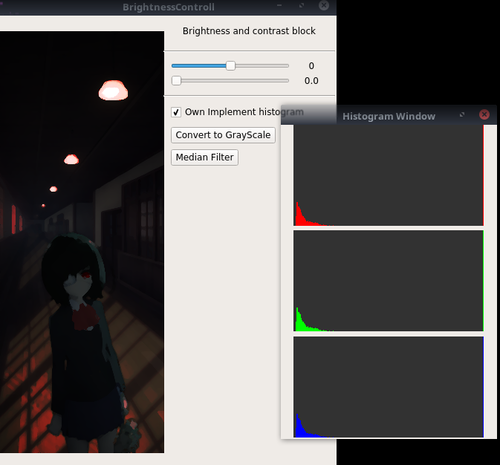 BrightnessControll
Brightness and contrast block
0
0.0
Own Implement histogram
Convert to GrayScale
Median Filter
Histogram Window